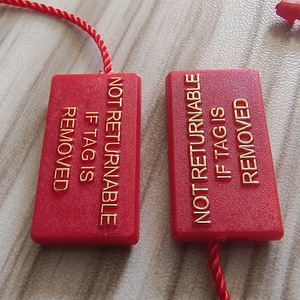 NOT RETURNABLE
IF TAG IS
REMOVED
NOT RETURNABLE
IF TAG IS
REMOVED